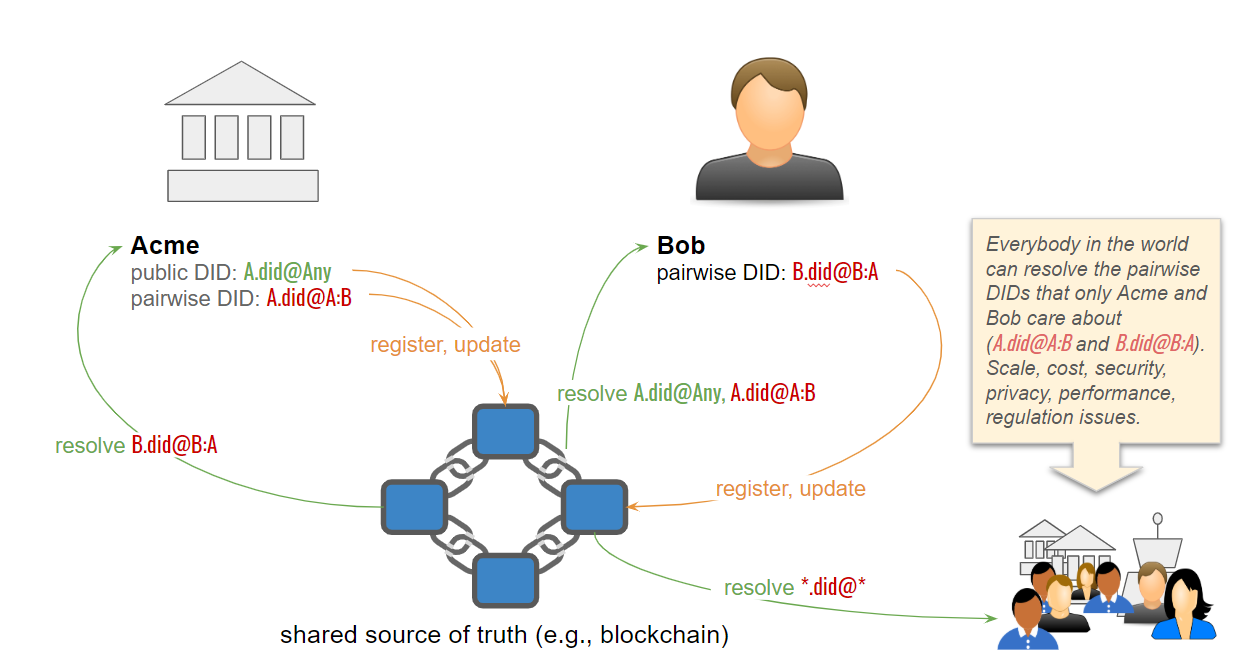 Acme
public DID: A.did@Any
pairwise DID: A.did@A:B
Bob
pairwise DID: B.did@B:A
Everybody in the world
can resolve the pairwise
DIDs that only Acme and
Bob care about
(A.did@A:B and B.did@B:A).
Scale, cost, security,
privacy, performance,
regulation issues.
register, update
resolve A.did@Any, A.did@A:B
resolve B.did@B:A
register, update
resolve *.did@*
shared source of truth (e.g., blockchain)